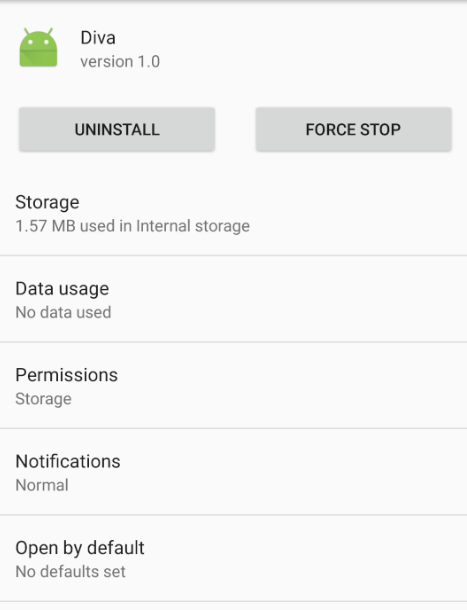 Diva
version 1.0
UNINSTALL
FORCE STOP
Storage
1.57 MB used in Internal storage
Data usage
No data used
Permissions
Storage
Notifications
Normal
Open by default
No defaults set